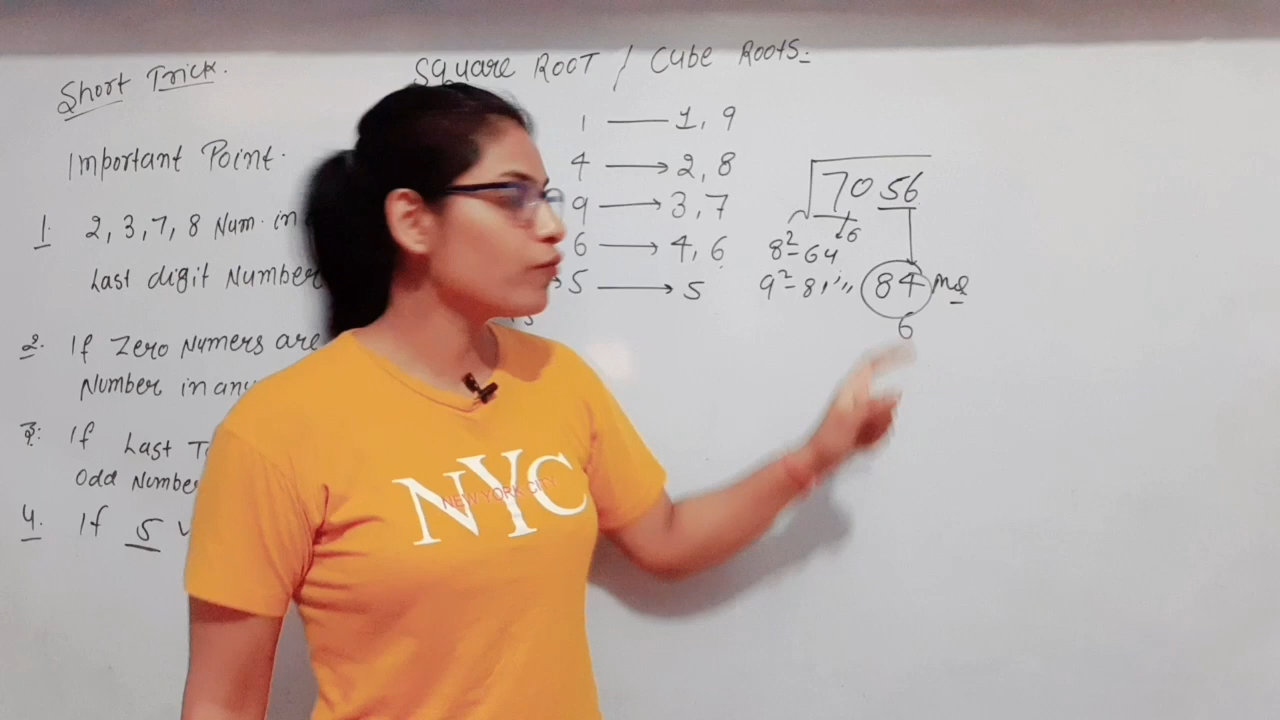 Short Trick.
Square Root / Cube Roots:-
Important Point.
1. 2, 3, 7, 8 Num. in
Last digit Number
2. If Zero Numers are
Number in any
3: If Last
Odd Number
4. If 5
1 — 1, 9
4 → 2, 8
9 → 3, 7
6 → 4, 6
5 → 5
√7056
6
8²-64
9²-81
84
6
NYC
NEW YORK CITY